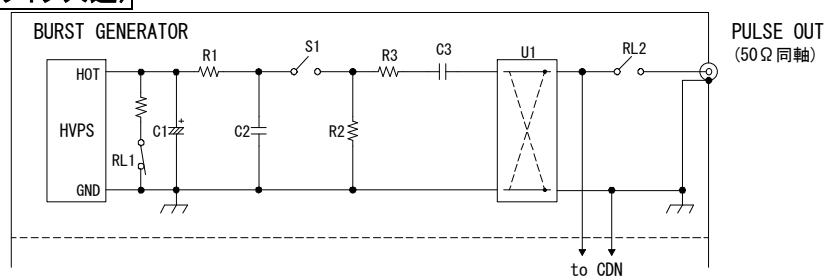 BURST GENERATOR
PULSE OUT
(50Ω同軸)
HOT
HVPS
GND
RL1
C1
+
R1
C2
S1
R2
R3
C3
U1
RL2
to CDN